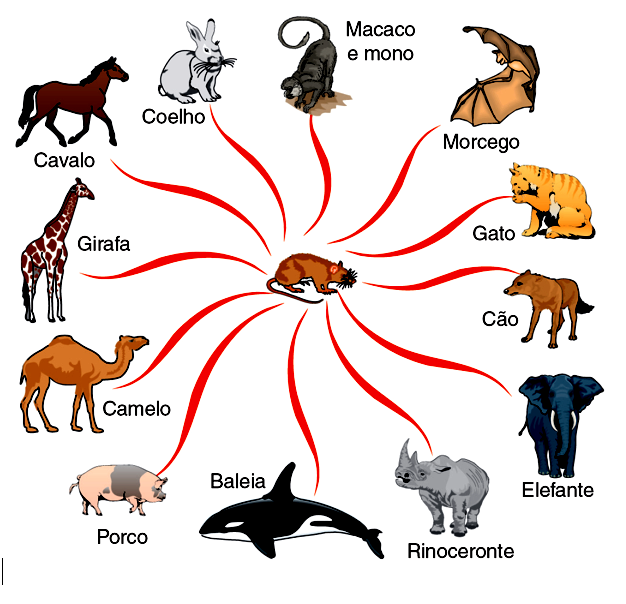 Macaco
e mono
Coelho
Morcego
Cavalo
Gato
Girafa
Cão
Camelo
Baleia
Elefante
Porco
Rinoceronte